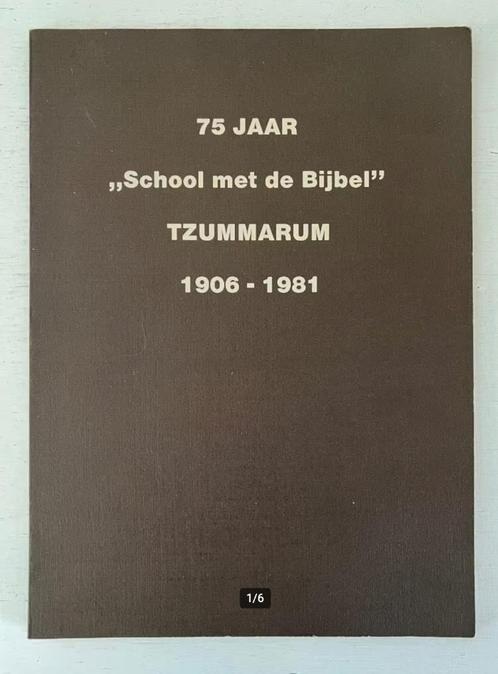 75 JAAR
„School met de Bijbel”
TZUMMARUM
1906 - 1981
1/6